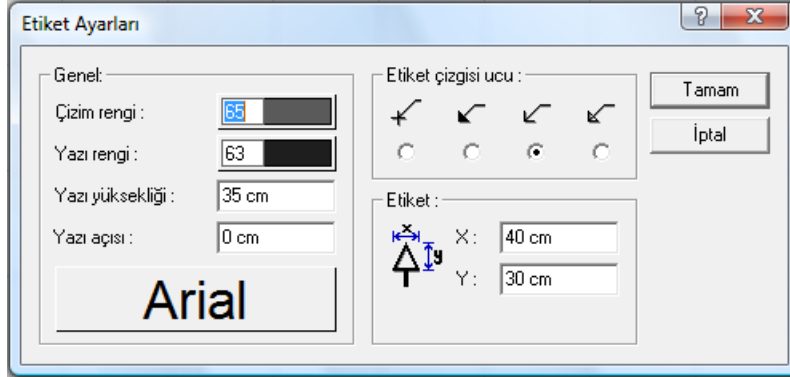 Etiket Ayarları
Genel:
Çizim rengi : 65
Yazı rengi : 63
Yazı yüksekliği : 35 cm
Yazı açısı : 0 cm
Arial
Etiket çizgisi ucu :
Etiket :
x
y
X : 40 cm
Y : 30 cm
Tamam
İptal